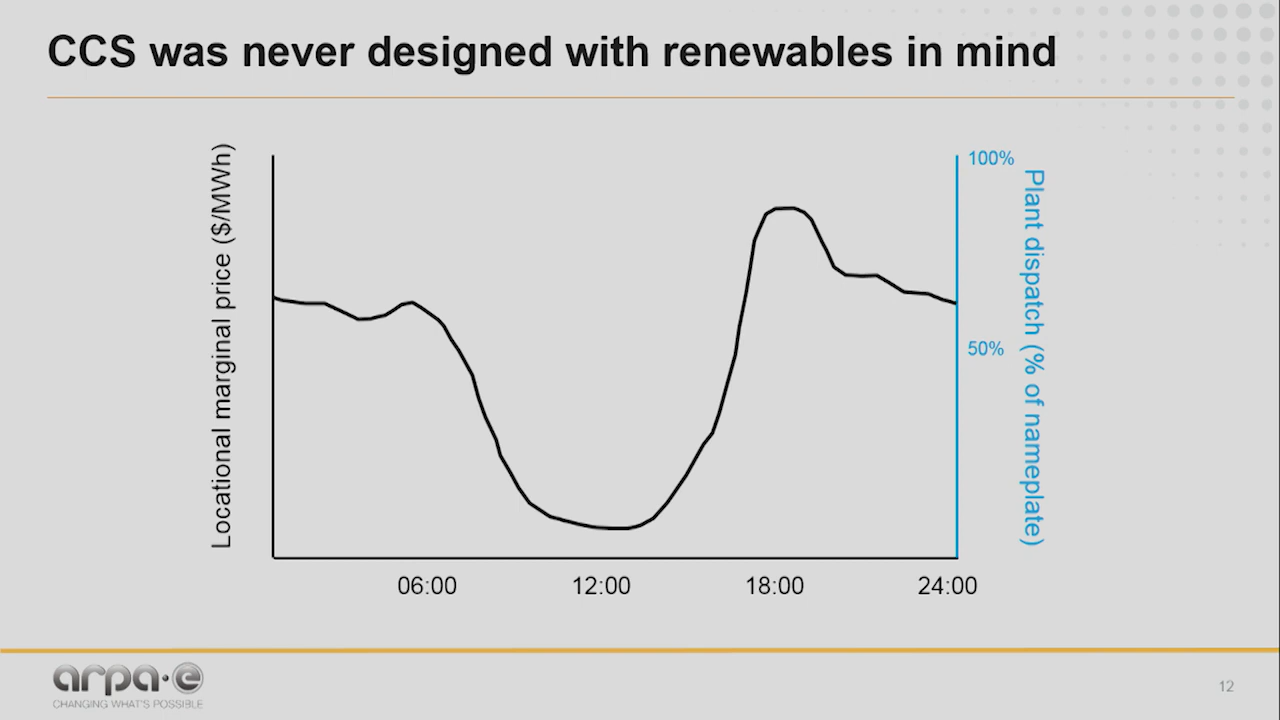 CCS was never designed with renewables in mind
Locational marginal price ($/MWh)
100%
50%
Plant dispatch (% of nameplate)
06:00 12:00 18:00 24:00
arpa·e
CHANGING WHAT'S POSSIBLE
12